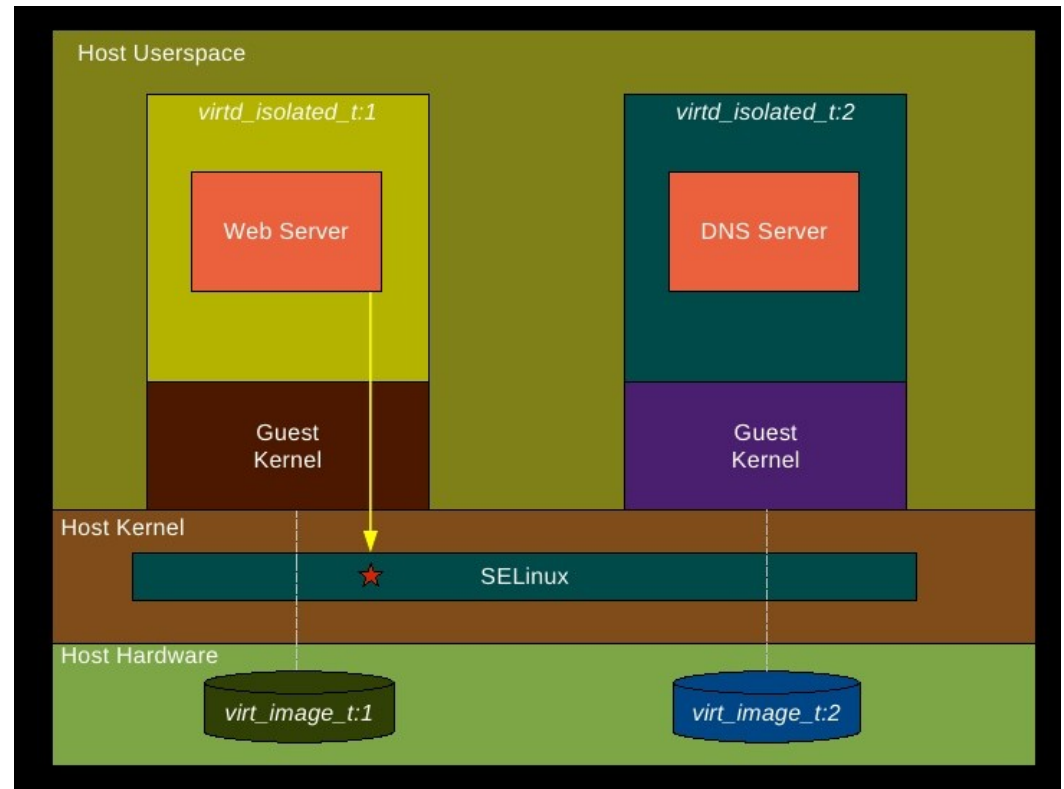 Host Userspace
virtd_isolated_t:1
virtd_isolated_t:2
Web Server
DNS Server
Guest
Kernel
Guest
Kernel
Host Kernel
SELinux
Host Hardware
virt_image_t:1
virt_image_t:2